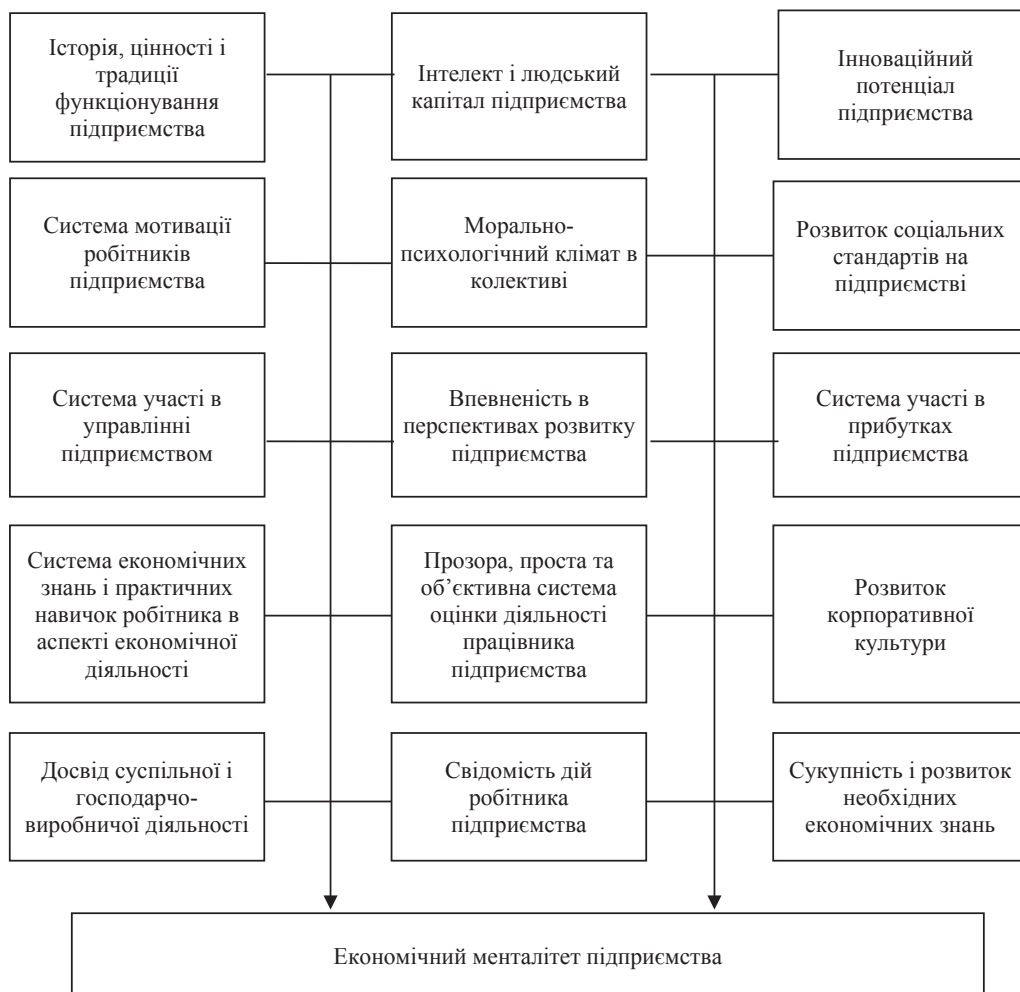 Історія, цінності і
традиції
функціонування
підприємства
Інтелект і людський
капітал підприємства
Інноваційний
потенціал
підприємства
Система мотивації
робітників
підприємства
Морально-
психологічний клімат в
колективі
Розвиток соціальних
стандартів на
підприємстві
Система участі в
управлінні
підприємством
Впевненість в
перспективах розвитку
підприємства
Система участі в
прибутках
підприємства
Система економічних
знань і практичних
навичок робітника в
аспекті економічної
діяльності
Прозора, проста та
об’єктивна система
оцінки діяльності
працівника
підприємства
Розвиток
корпоративної
культури
Досвід суспільної і
господарчо-
виробничої діяльності
Свідомість дій
робітника
підприємства
Сукупність і розвиток
необхідних
економічних знань
Економічний менталітет підприємства